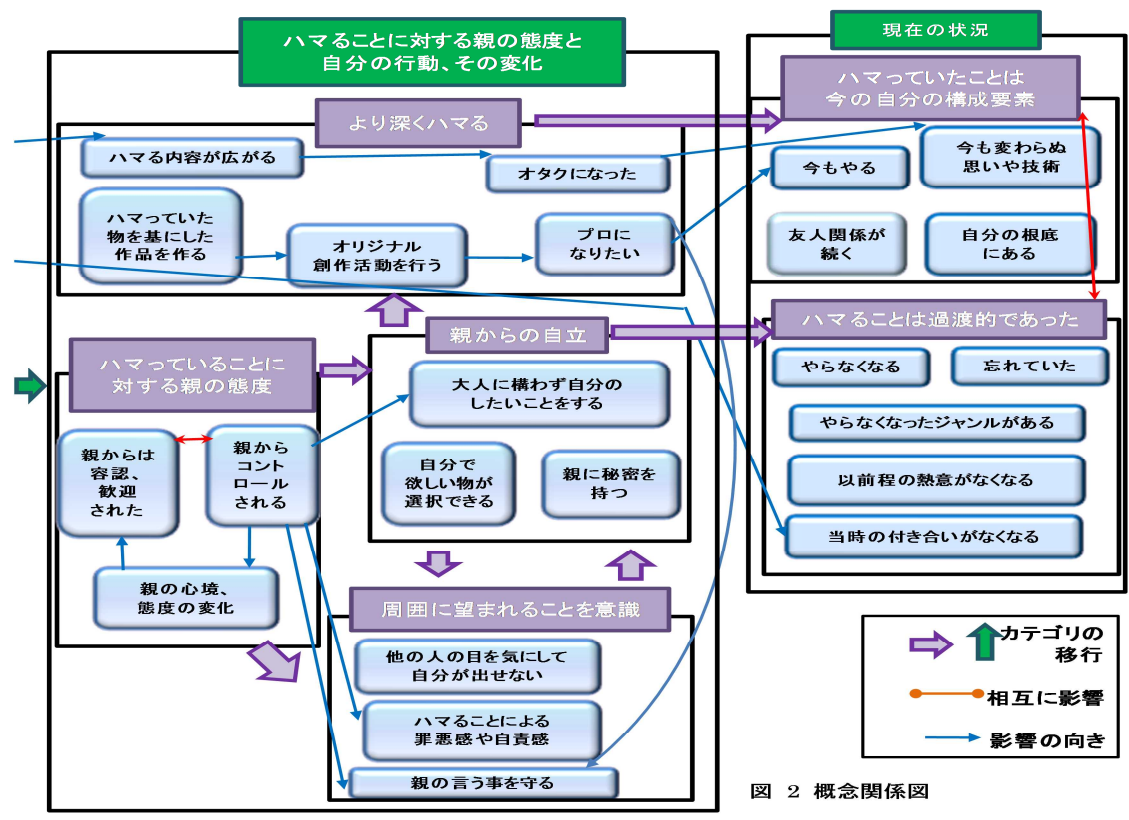 ハマることに対する親の態度と
自分の行動、その変化
より深くハマる
ハマる内容が広がる
オタクになった
ハマっていた
物を基にした
作品を作る
オリジナル
創作活動を行う
プロに
なりたい
ハマっていることに
対する親の態度
親からは
容認、
歓迎
された
親から
コント
ロール
される
親の心境、
態度の変化
親からの自立
大人に構わず自分の
したいことをする
自分で
欲しい物が
選択できる
親に秘密を
持つ
周囲に望まれることを意識
他の人の目を気にして
自分が出せない
ハマることによる
罪悪感や自責感
親の言う事を守る
現在の状況
ハマっていたことは
今の自分の構成要素
今もやる
今も変わらぬ
思いや技術
友人関係が
続く
自分の根底
にある
ハマることは過渡的であった
やらなくなる
忘れていた
やらなくなったジャンルがある
以前程の熱意がなくなる
当時の付き合いがなくなる
カテゴリの
移行
相互に影響
影響の向き
図 2 概念関係図